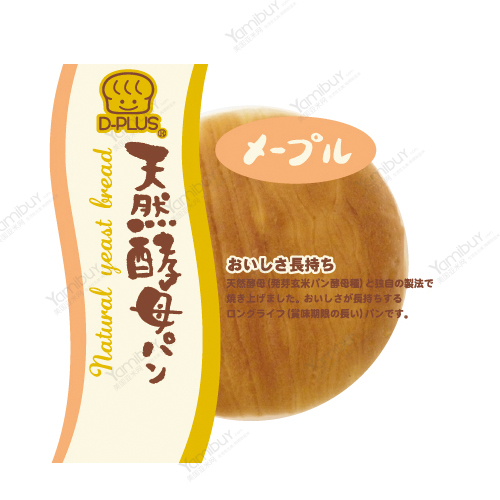 D-PLUS®
天然酵母パン
Natural yeast bread
メープル
おいしさ長持ち
天然酵母（発芽玄米パン酵母種）と独自の製法で
焼き上げました。おいしさが長持ちする
ロングライフ（賞味期限の長い）パンです。
Yamibuy